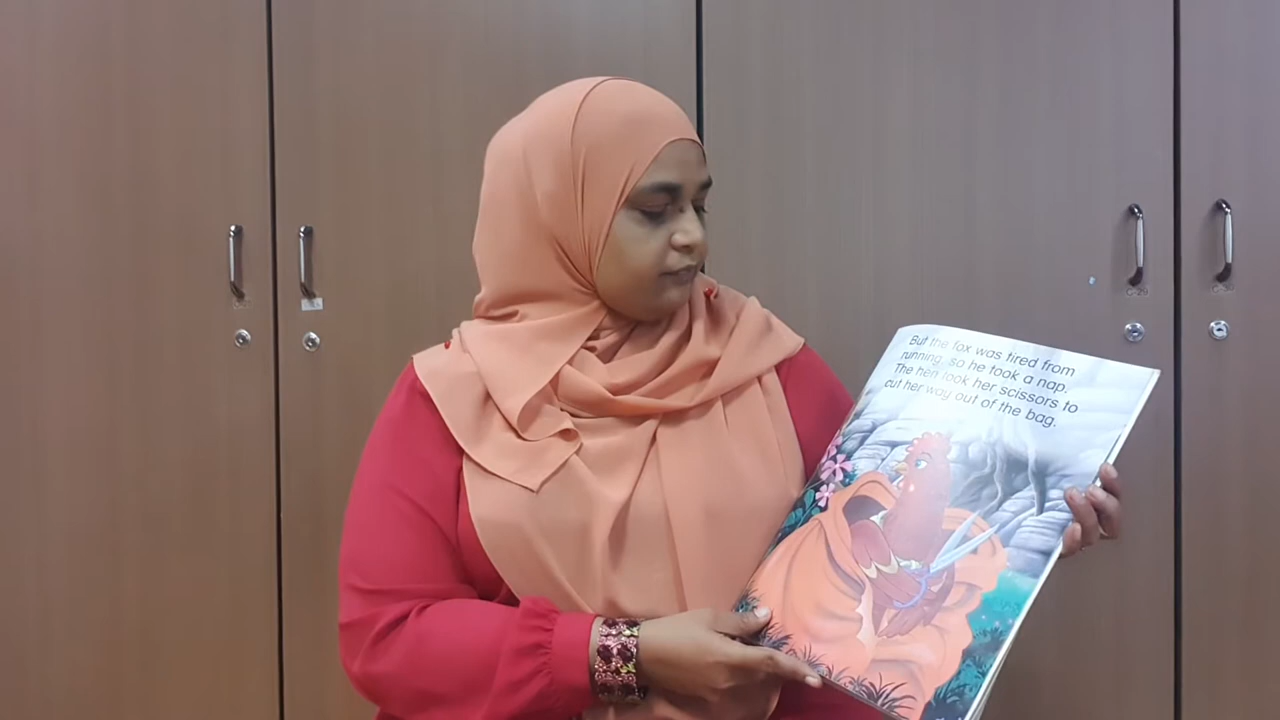 But the fox was tired from
running, so he took a nap.
The hen took her scissors to
cut her way out of the bag.
C-29